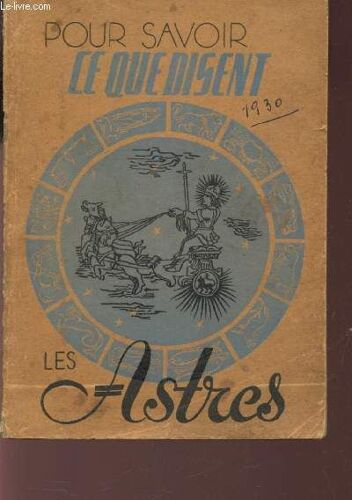 Le-livre.com
POUR SAVOIR
CE QUE DISENT
1930
LES
Astres